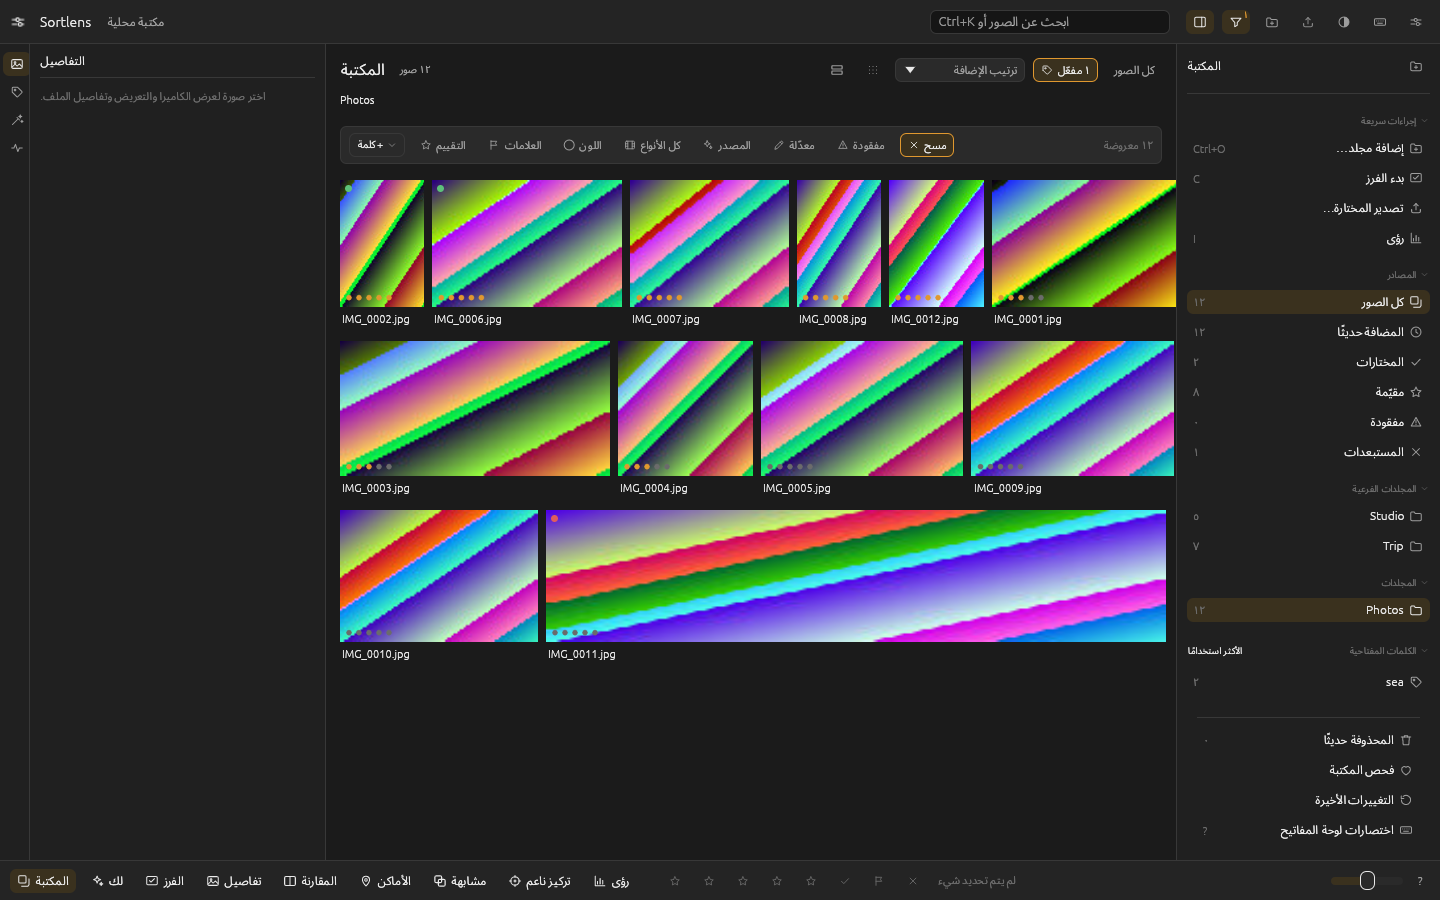 Sortlens
مكتبة محلية
ابحث عن الصور أو Ctrl+K
١
التفاصيل
اختر صورة لعرض الكاميرا والتعريض وتفاصيل الملف.
المكتبة
١٢ صور
ترتيب الإضافة
١ مفعّل
كل الصور
Photos
+كلمة
التقييم
العلامات
اللون
كل الأنواع
المصدر
معدّلة
مفقودة
مسح
١٢ معروضة
IMG_0002.jpg
IMG_0006.jpg
IMG_0007.jpg
IMG_0008.jpg
IMG_0012.jpg
IMG_0001.jpg
IMG_0003.jpg
IMG_0004.jpg
IMG_0005.jpg
IMG_0009.jpg
IMG_0010.jpg
IMG_0011.jpg
المكتبة
إجراءات سريعة
إضافة مجلد… Ctrl+O
بدء الفرز C
تصدير المختارة…
رؤى I
المصادر
كل الصور ١٢
المضافة حديثًا ١٢
المختارات ٢
مقيّمة ٨
مفقودة ٠
المستبعدات ١
المجلدات الفرعية
Studio ٥
Trip ٧
المجلدات
Photos ١٢
الكلمات المفتاحية الأكثر استخدامًا
sea ٢
المحذوفة حديثًا ٠
فحص المكتبة
التغييرات الأخيرة
اختصارات لوحة المفاتيح ?
المكتبة
لك
الفرز
تفاصيل
المقارنة
الأماكن
مشابهة
تركيز ناعم
رؤى
لم يتم تحديد شيء
?